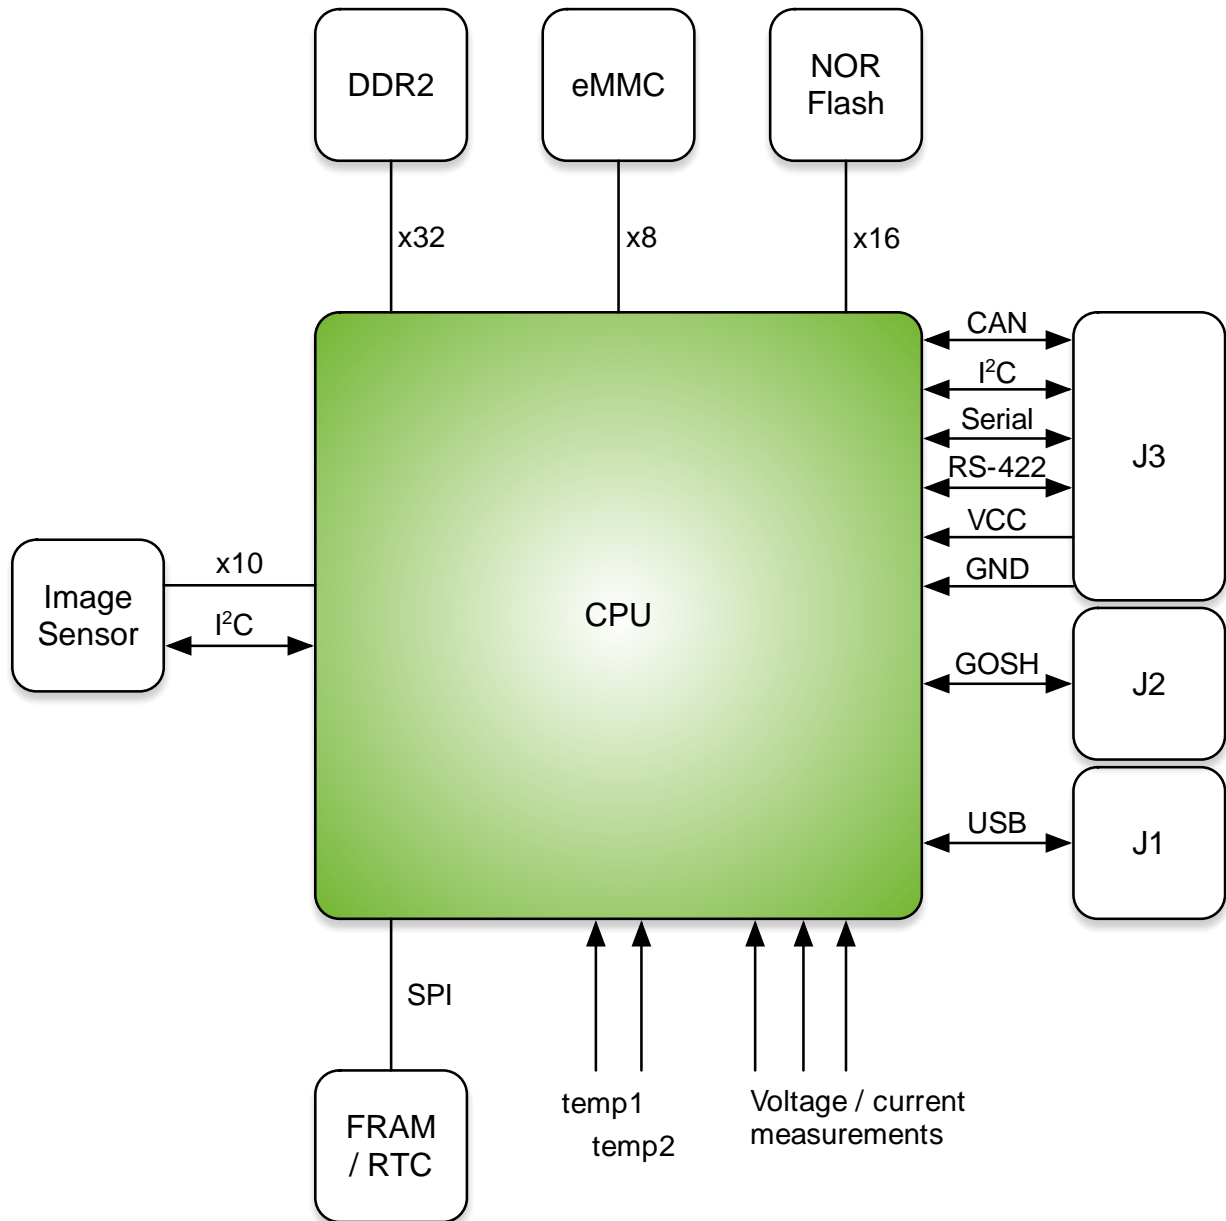 DDR2
eMMC
NOR
Flash
x32
x8
x16
CAN
I²C
Serial
RS-422
VCC
GND
J3
x10
Image
Sensor
I²C
CPU
GOSH
J2
USB
J1
SPI
FRAM
/ RTC
temp1
temp2
Voltage / current
measurements